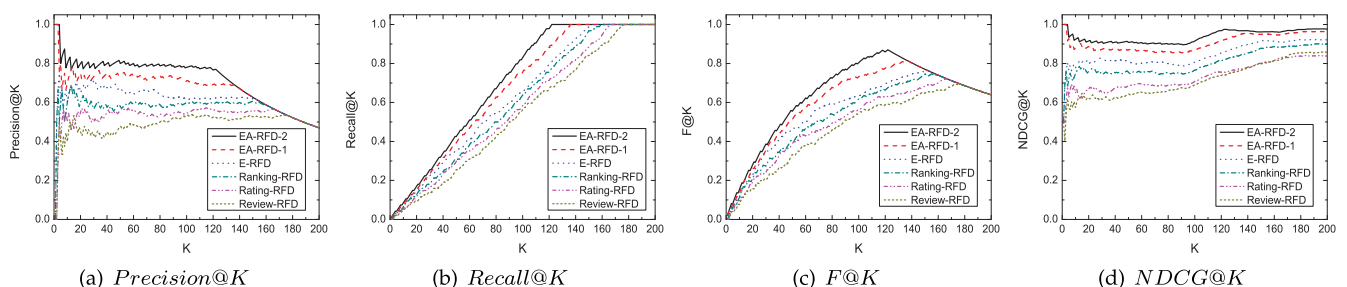 Precision@K
1.0
0.8
0.6
0.4
0.2
0.0
EA-RFD-2
EA-RFD-1
E-RFD
Ranking-RFD
Rating-RFD
Review-RFD
0 20 40 60 80 100 120 140 160 180 200
K
(a) Precision@K
Recall@K
1.0
0.8
0.6
0.4
0.2
0.0
EA-RFD-2
EA-RFD-1
E-RFD
Ranking-RFD
Rating-RFD
Review-RFD
0 20 40 60 80 100 120 140 160 180 200
K
(b) Recall@K
F@K
1.0
0.8
0.6
0.4
0.2
0.0
EA-RFD-2
EA-RFD-1
E-RFD
Ranking-RFD
Rating-RFD
Review-RFD
0 20 40 60 80 100 120 140 160 180 200
K
(c) F@K
NDCG@K
1.0
0.8
0.6
0.4
0.2
0.0
EA-RFD-2
EA-RFD-1
E-RFD
Ranking-RFD
Rating-RFD
Review-RFD
0 20 40 60 80 100 120 140 160 180 200
K
(d) NDCG@K